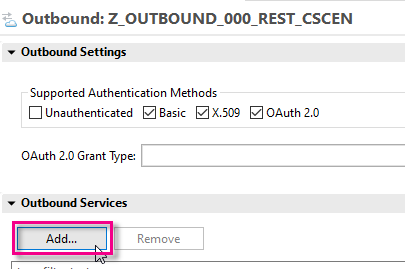 Outbound: Z_OUTBOUND_000_REST_CSCEN
Outbound Settings
Supported Authentication Methods
Unauthenticated Basic X.509 OAuth 2.0
OAuth 2.0 Grant Type:
Outbound Services
Add... Remove